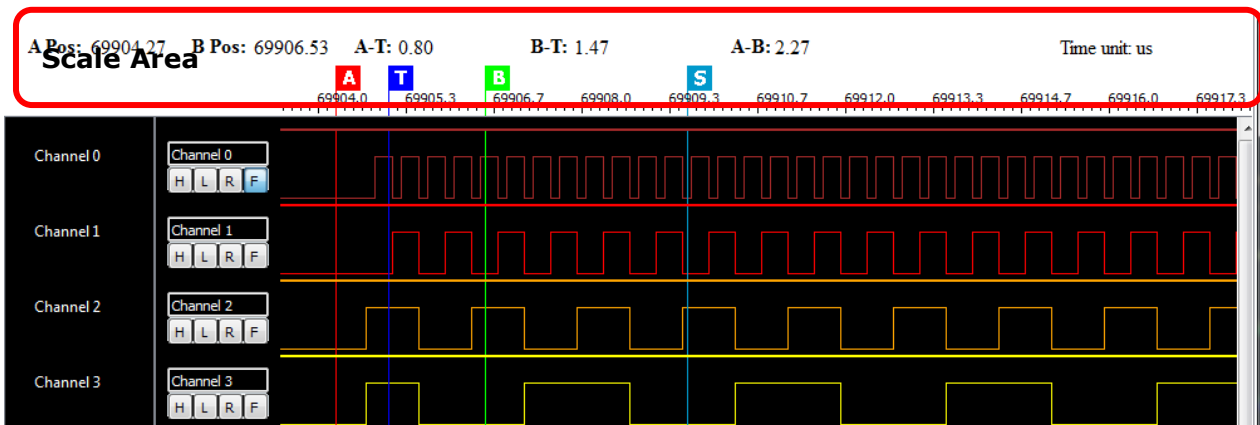 A Pos: 69904.27 B Pos: 69906.53 A-T: 0.80 B-T: 1.47 A-B: 2.27 Time unit: us
Scale Area
A T B S
69904.0 69905.3 69906.7 69908.0 69909.3 69910.7 69912.0 69913.3 69914.7 69916.0 69917.3
Channel 0 Channel 0
H L R F
Channel 1 Channel 1
H L R F
Channel 2 Channel 2
H L R F
Channel 3 Channel 3
H L R F